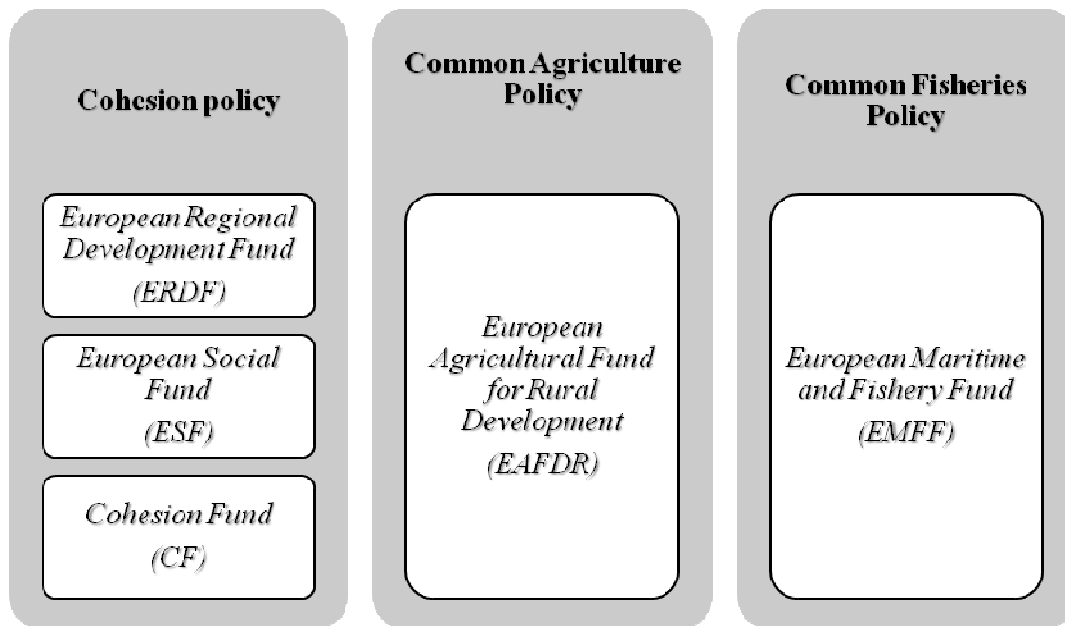 Cohesion policy
European Regional
Development Fund
(ERDF)
European Social
Fund
(ESF)
Cohesion Fund
(CF)
Common Agriculture
Policy
European
Agricultural Fund
for Rural
Development
(EAFDR)
Common Fisheries
Policy
European Maritime
and Fishery Fund
(EMFF)